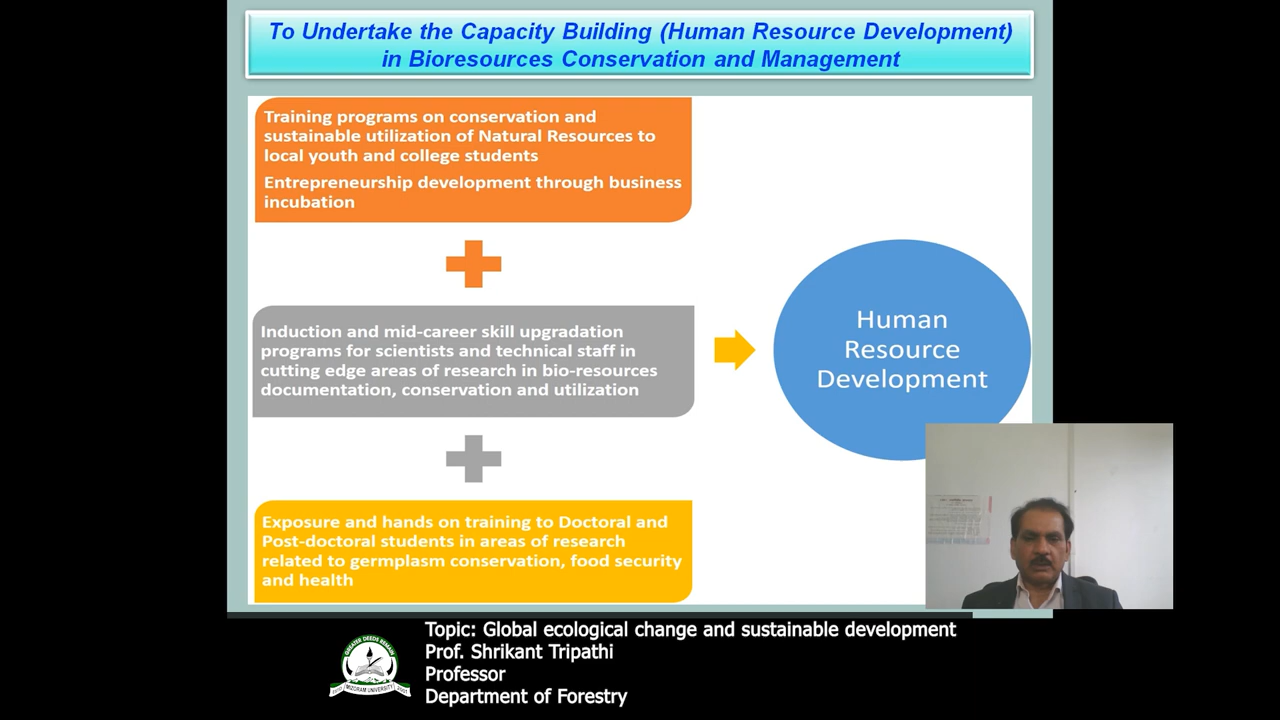 To Undertake the Capacity Building (Human Resource Development)
in Bioresources Conservation and Management
Training programs on conservation and
sustainable utilization of Natural Resources to
local youth and college students
Entrepreneurship development through business
incubation
Induction and mid-career skill upgradation
programs for scientists and technical staff in
cutting edge areas of research in bio-resources
documentation, conservation and utilization
Exposure and hands on training to Doctoral and
Post-doctoral students in areas of research
related to germplasm conservation, food security
and health
Human
Resource
Development
Topic: Global ecological change and sustainable development
Prof. Shrikant Tripathi
Professor
Department of Forestry
GREATER DEEDS REMAIN
MIZORAM UNIVERSITY